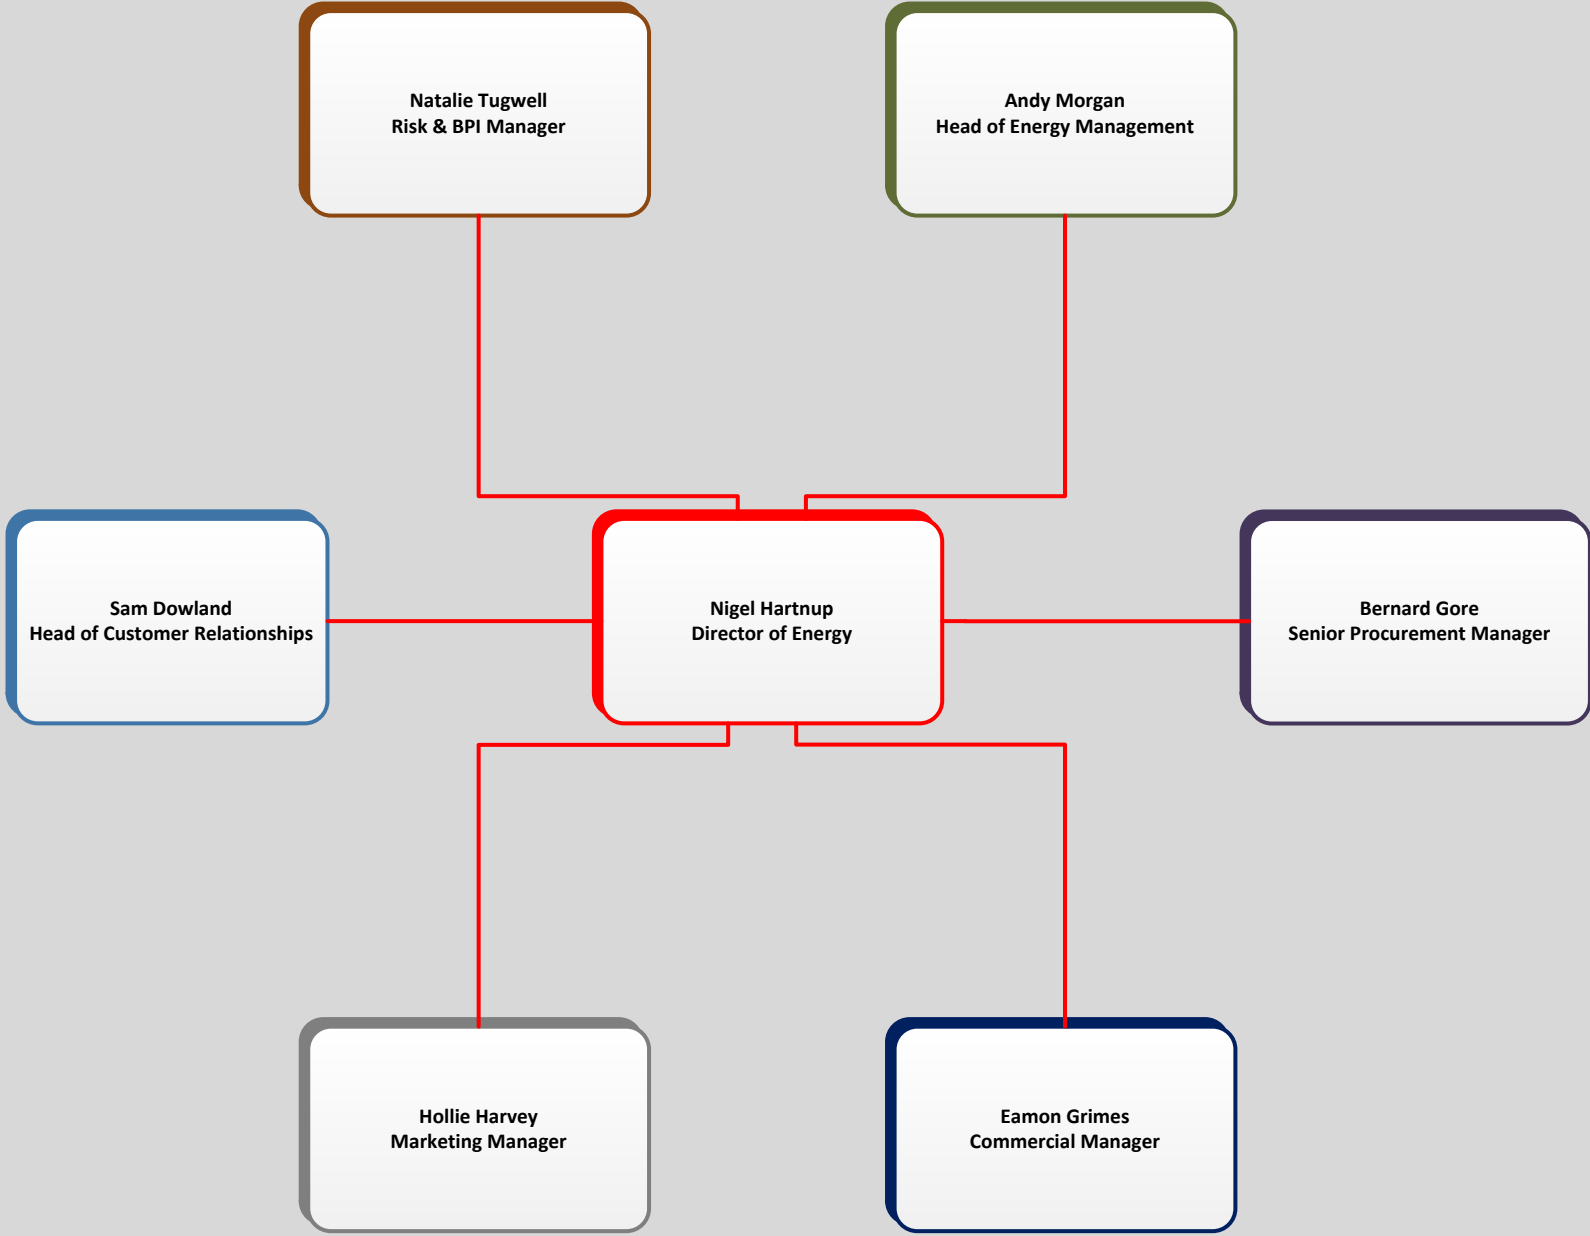 Natalie Tugwell
Risk & BPI Manager
Andy Morgan
Head of Energy Management
Sam Dowland
Head of Customer Relationships
Nigel Hartnup
Director of Energy
Bernard Gore
Senior Procurement Manager
Hollie Harvey
Marketing Manager
Eamon Grimes
Commercial Manager